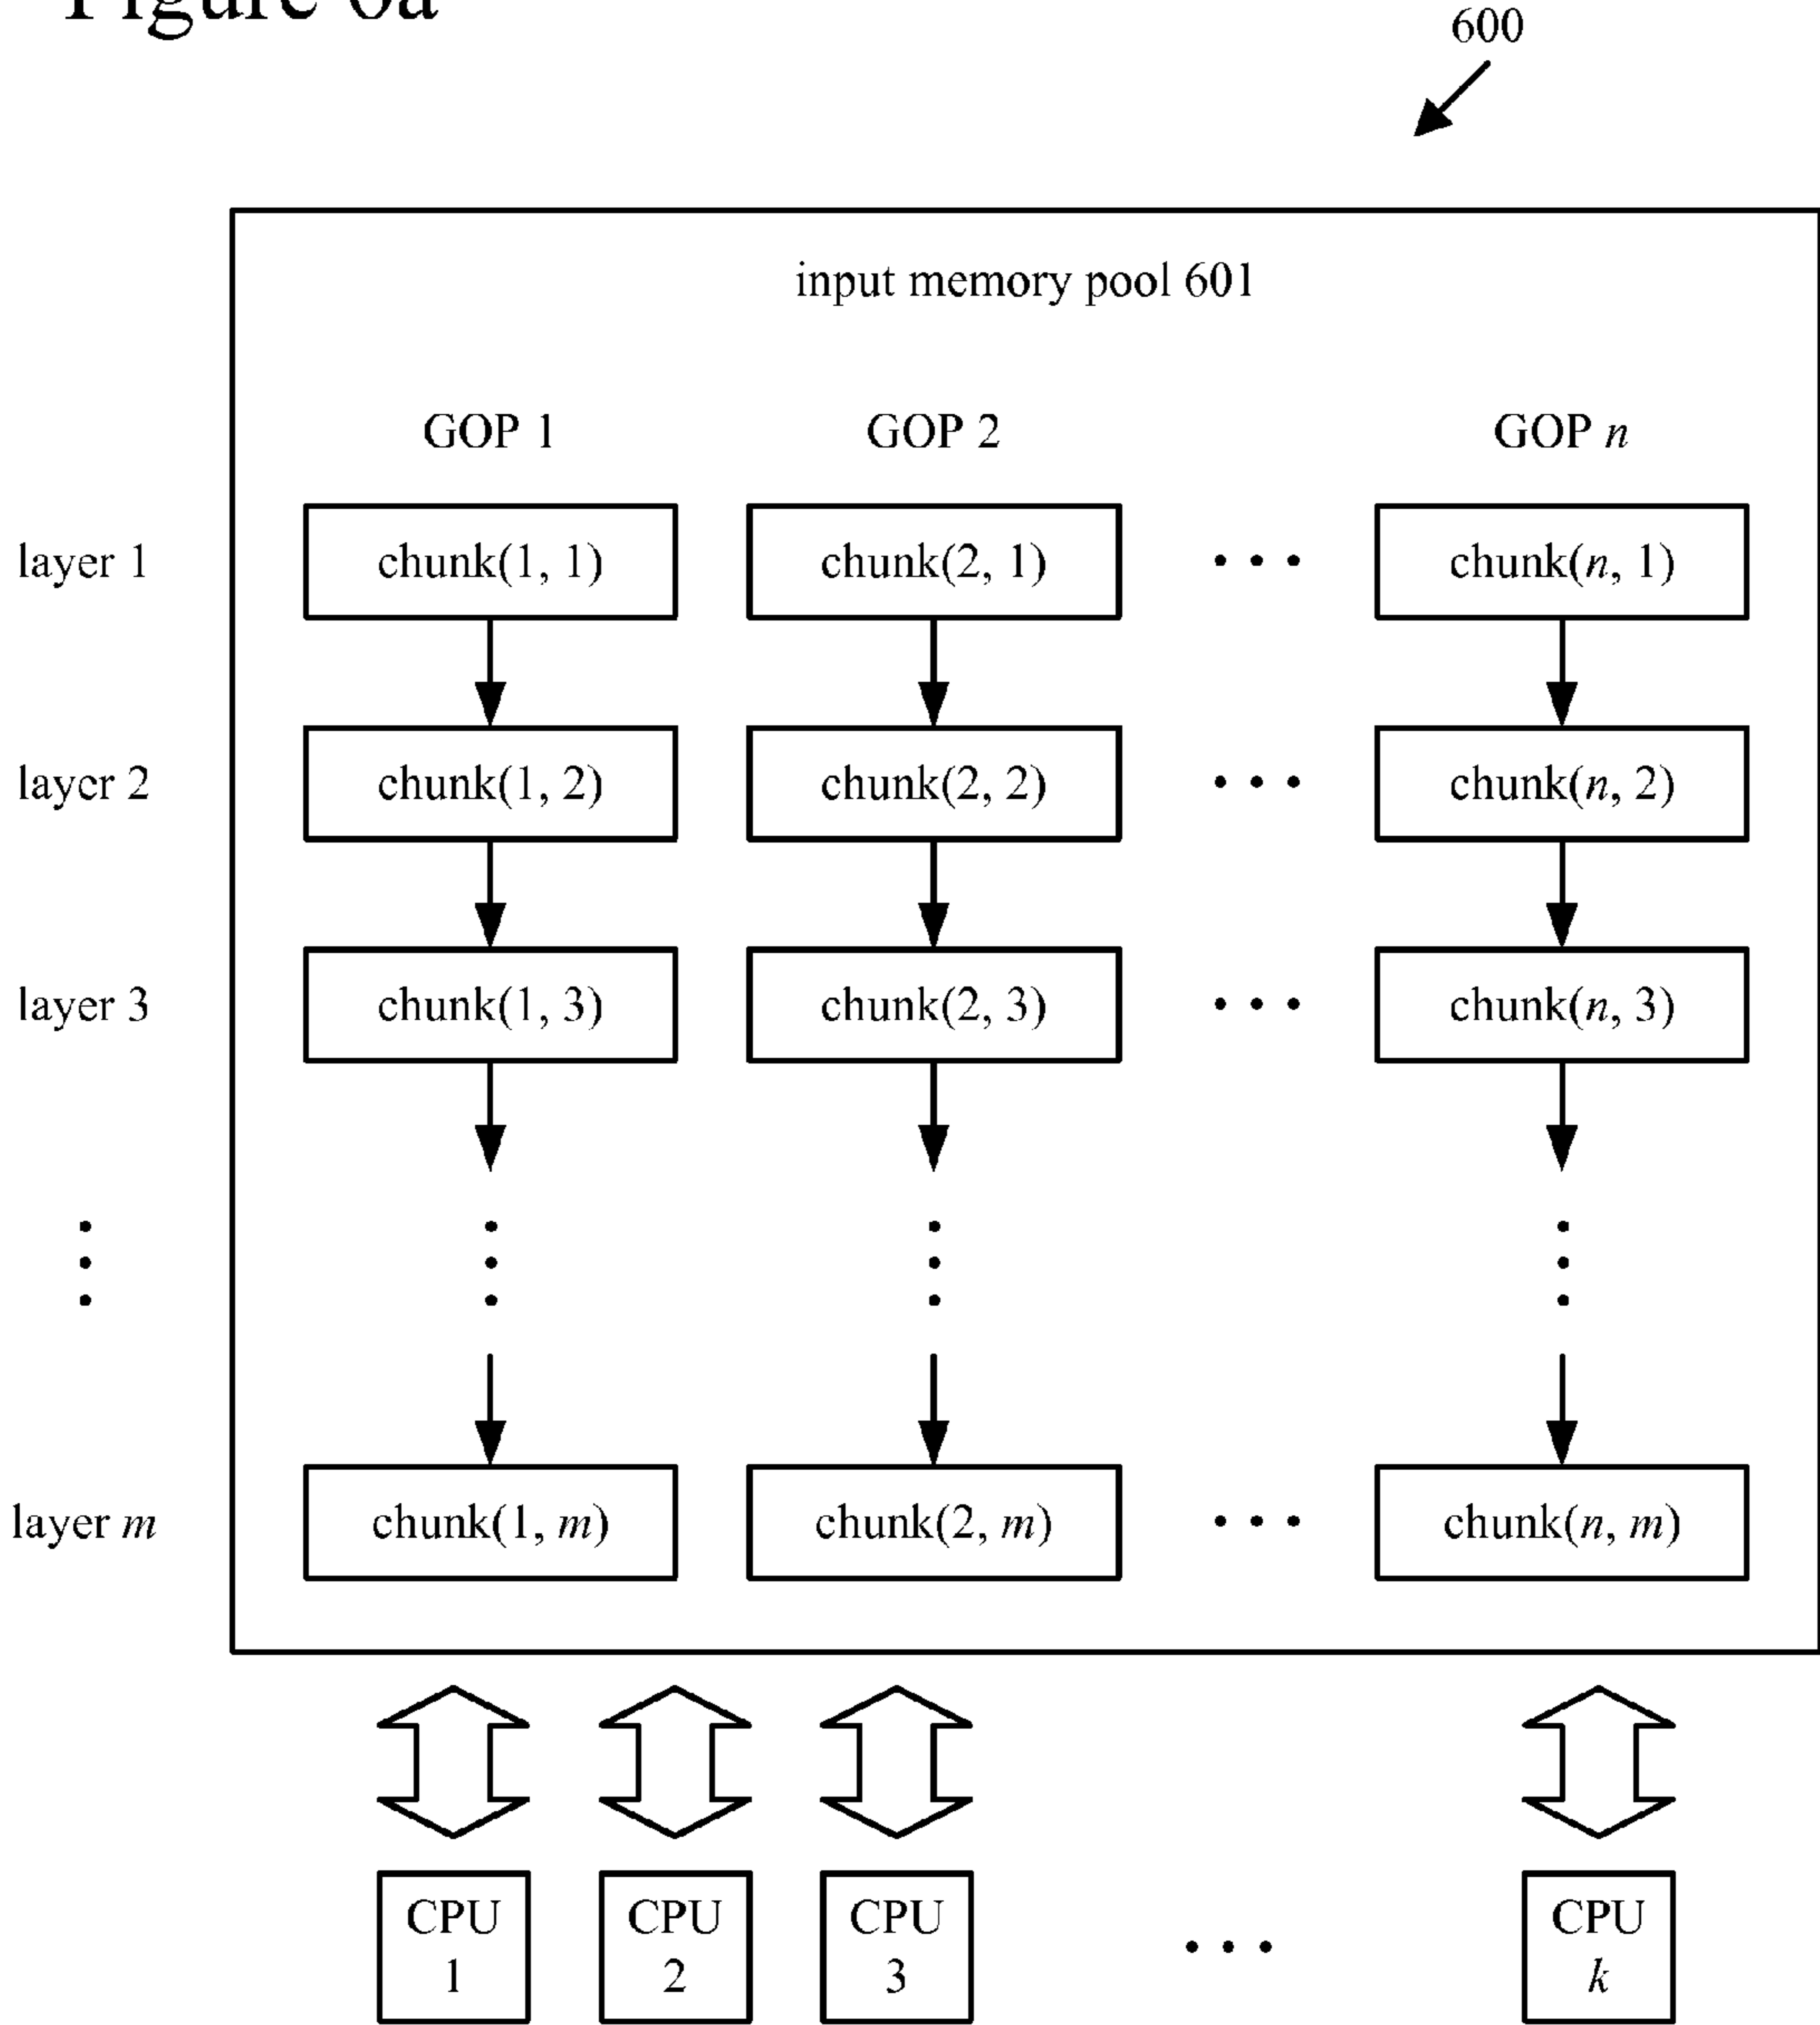 Figure 6a
600
input memory pool 601
GOP 1 GOP 2 GOP n
layer 1 chunk(1, 1) chunk(2, 1) • • • chunk(n, 1)
layer 2 chunk(1, 2) chunk(2, 2) • • • chunk(n, 2)
layer 3 chunk(1, 3) chunk(2, 3) • • • chunk(n, 3)
layer m chunk(1, m) chunk(2, m) • • • chunk(n, m)
CPU CPU CPU CPU
1 2 3 • • • k